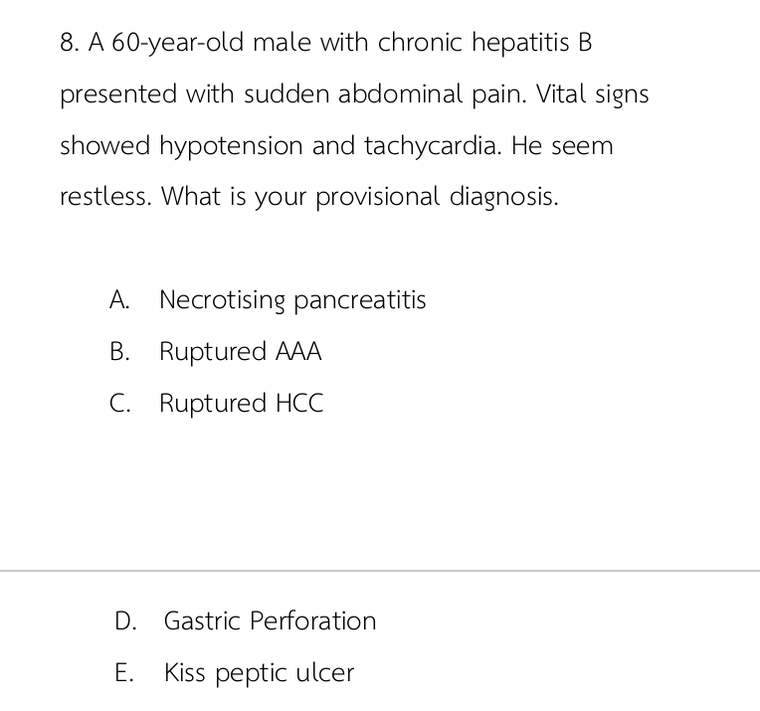 8. A 60-year-old male with chronic hepatitis B
presented with sudden abdominal pain. Vital signs
showed hypotension and tachycardia. He seem
restless. What is your provisional diagnosis.
A. Necrotising pancreatitis
B. Ruptured AAA
C. Ruptured HCC
D. Gastric Perforation
E. Kiss peptic ulcer